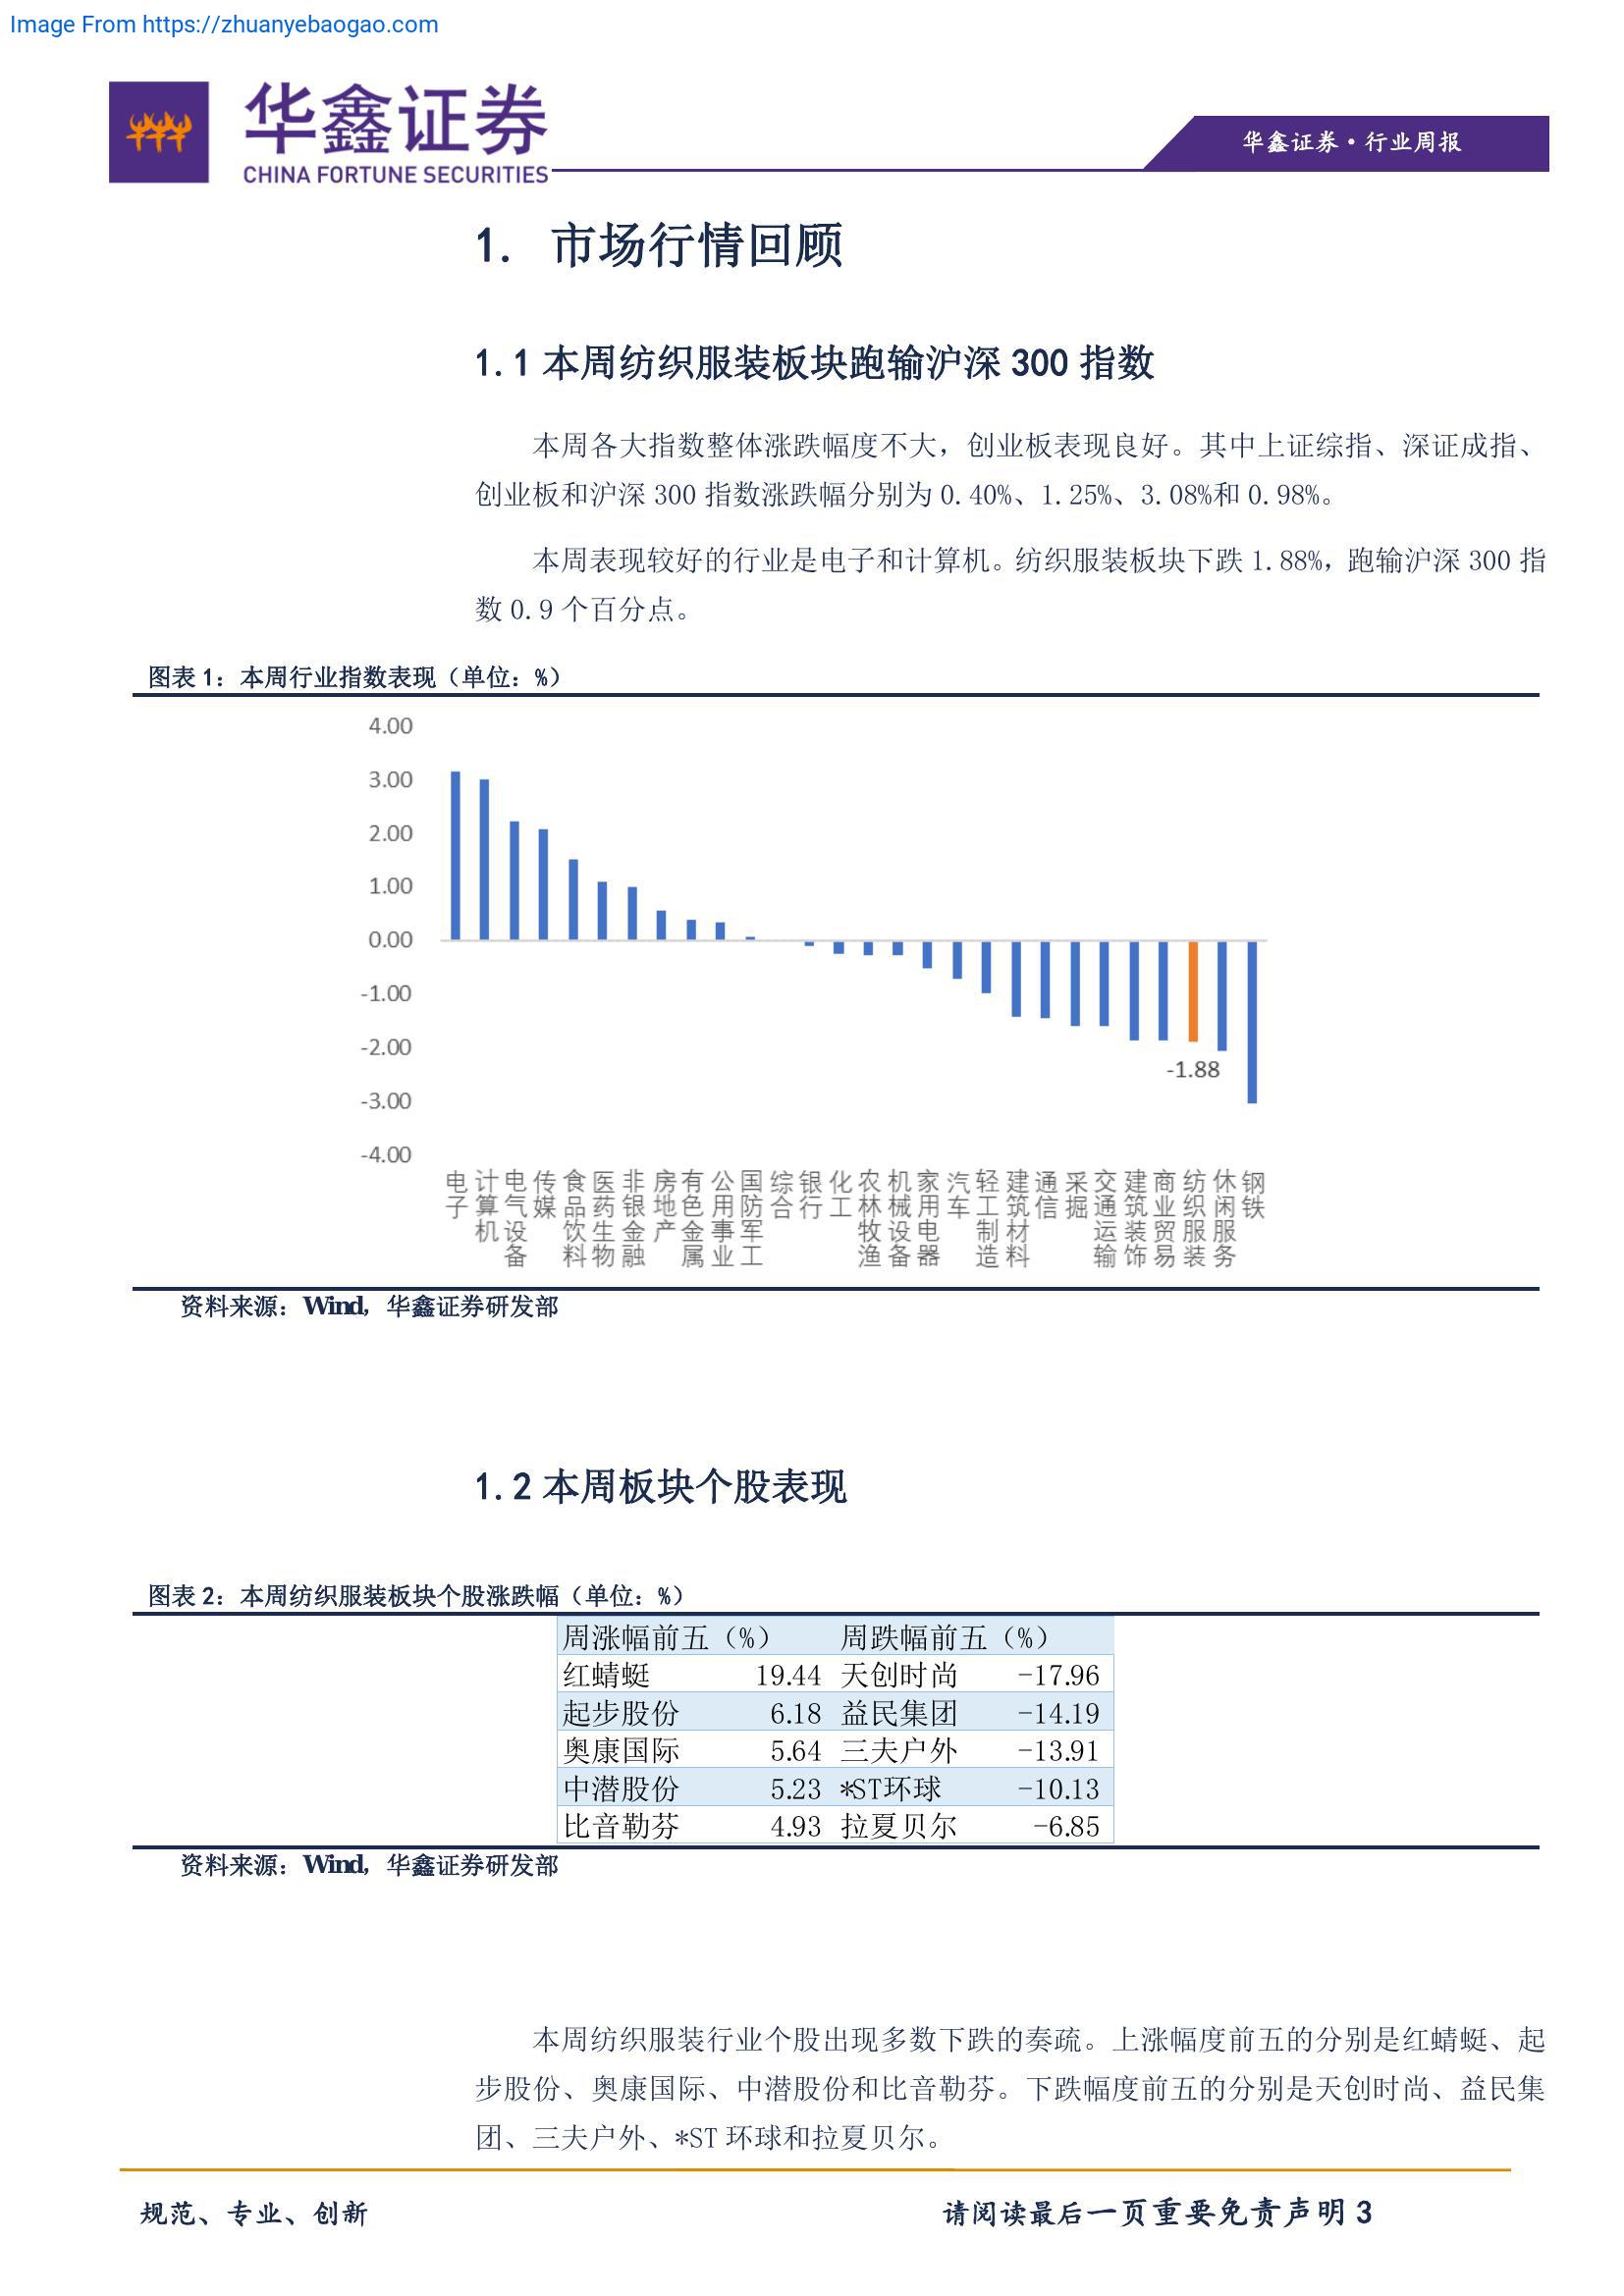 Image From https://zhuanyebaogao.com
华鑫证券
CHINA FORTUNE SECURITIES
华鑫证券·行业周报
1. 市场行情回顾
1.1 本周纺织服装板块跑输沪深 300 指数
本周各大指数整体涨跌幅度不大，创业板表现良好。其中上证综指、深证成指、
创业板和沪深 300 指数涨跌幅分别为 0.40%、1.25%、3.08%和 0.98%。
本周表现较好的行业是电子和计算机。纺织服装板块下跌 1.88%，跑输沪深 300 指
数 0.9 个百分点。
图表 1：本周行业指数表现（单位：%）
4.00
3.00
2.00
1.00
0.00
-1.00
-2.00
-3.00
-4.00
-1.88
电子 计算机 电气设备 传媒 食品饮料 医药生物 非银金融 房地产 有色金属 公用事业 国防军工 综合 银行 化工 农林牧渔 机械设备 家用电器 汽车 轻工制造 建筑材料 通信 采掘 交通运输 建筑装饰 商业贸易 纺织服装 休闲服务 钢铁
资料来源：Wind，华鑫证券研发部
1.2 本周板块个股表现
图表 2：本周纺织服装板块个股涨跌幅（单位：%）
周涨幅前五（%） 周跌幅前五（%）
红蜻蜓 19.44 天创时尚 -17.96
起步股份 6.18 益民集团 -14.19
奥康国际 5.64 三夫户外 -13.91
中潜股份 5.23 *ST环球 -10.13
比音勒芬 4.93 拉夏贝尔 -6.85
资料来源：Wind，华鑫证券研发部
本周纺织服装行业个股出现多数下跌的奏疏。上涨幅度前五的分别是红蜻蜓、起
步股份、奥康国际、中潜股份和比音勒芬。下跌幅度前五的分别是天创时尚、益民集
团、三夫户外、*ST 环球和拉夏贝尔。
规范、专业、创新
请阅读最后一页重要免责声明 3